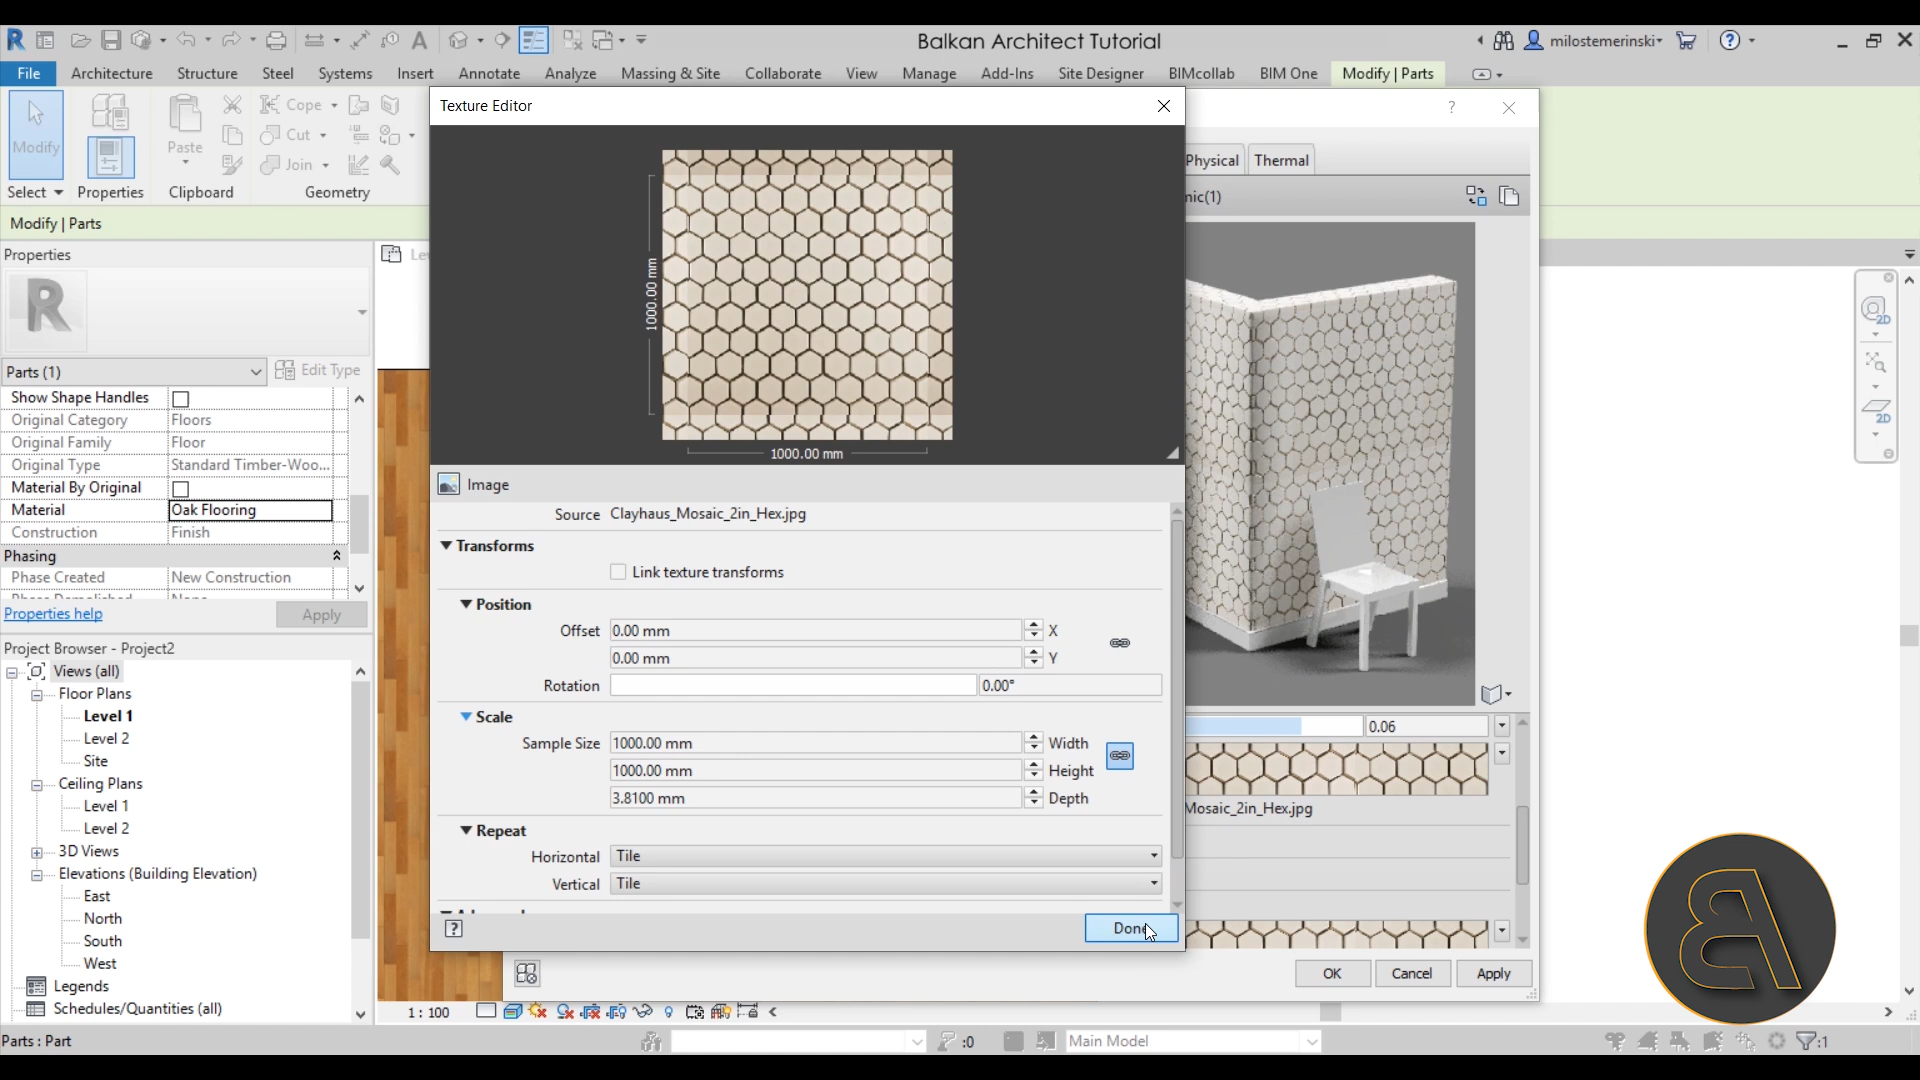 Balkan Architect Tutorial
milostemerinski
File Architecture Structure Steel Systems Insert Annotate Analyze Massing & Site Collaborate View Manage Add-Ins Site Designer BIMcollab BIM One Modify | Parts
Modify
Paste
Cope
Cut
Join
Select Properties Clipboard Geometry
Modify | Parts
Texture Editor
1000.00 mm
1000.00 mm
Image
Source Clayhaus_Mosaic_2in_Hex.jpg
Transforms
Link texture transforms
Position
Offset 0.00 mm X
0.00 mm Y
Rotation 0.00°
Scale
Sample Size 1000.00 mm Width
1000.00 mm Height
3.8100 mm Depth
Repeat
Horizontal Tile
Vertical Tile
Done
?
Physical Thermal
nic(1)
0.06
Mosaic_2in_Hex.jpg
OK Cancel Apply
Properties
R
Parts (1) Edit Type
Show Shape Handles
Original Category Floors
Original Family Floor
Original Type Standard Timber-Woo...
Material By Original
Material Oak Flooring
Construction Finish
Phasing
Phase Created New Construction
Properties help Apply
Project Browser - Project2
Views (all)
Floor Plans
Level 1
Level 2
Site
Ceiling Plans
Level 1
Level 2
3D Views
Elevations (Building Elevation)
East
North
South
West
Legends
Schedules/Quantities (all)
2D
2D
1 : 100
Parts : Part
:0
Main Model
:1